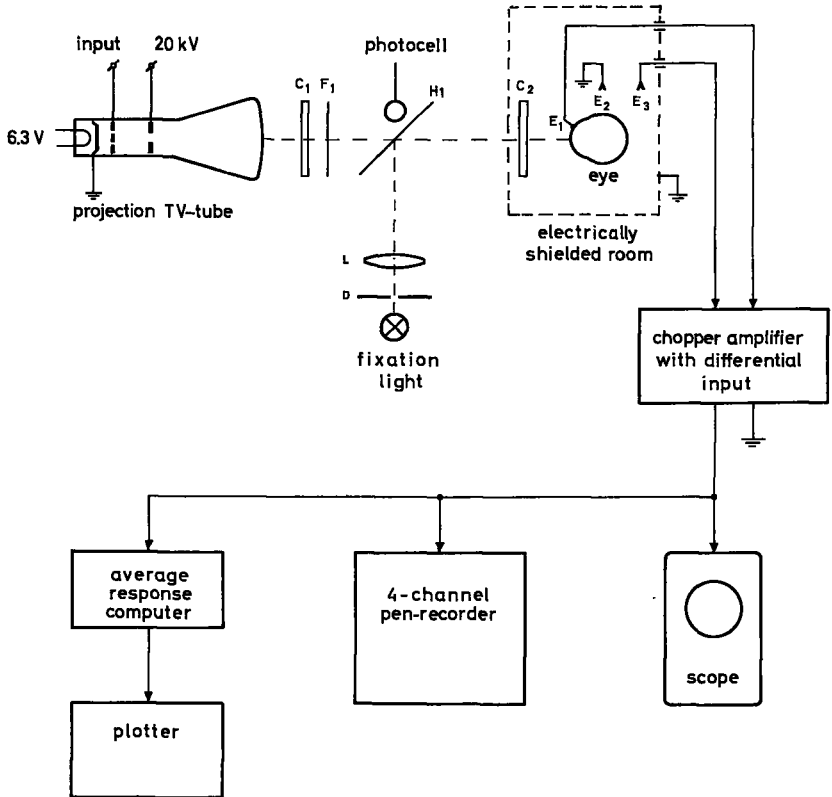 input
20 kV
photocell
C1
F1
H1
C2
E1
E2
E3
6.3 V
eye
projection TV-tube
electrically
shielded room
L
D
fixation
light
chopper amplifier
with differential
input
average
response
computer
4-channel
pen-recorder
scope
plotter